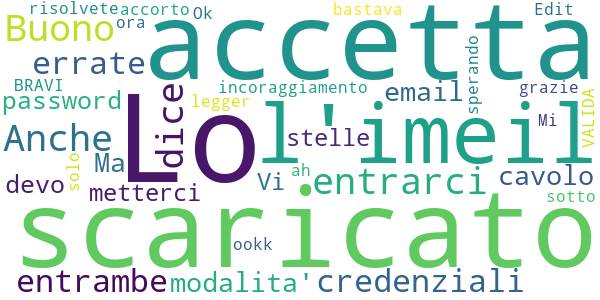 risolvete accorto Ok bastava Edit
Buono ora accetta
errate
BRAVI incoraggiamento email sperando grazie
password legger VALIDA
Anche dice Lo l'imeil Mi
stelle
solo Ma Vi ah entrarci cavolo
devo metterci sotto
scaricato
ookk
entrambe modalita' credenziali